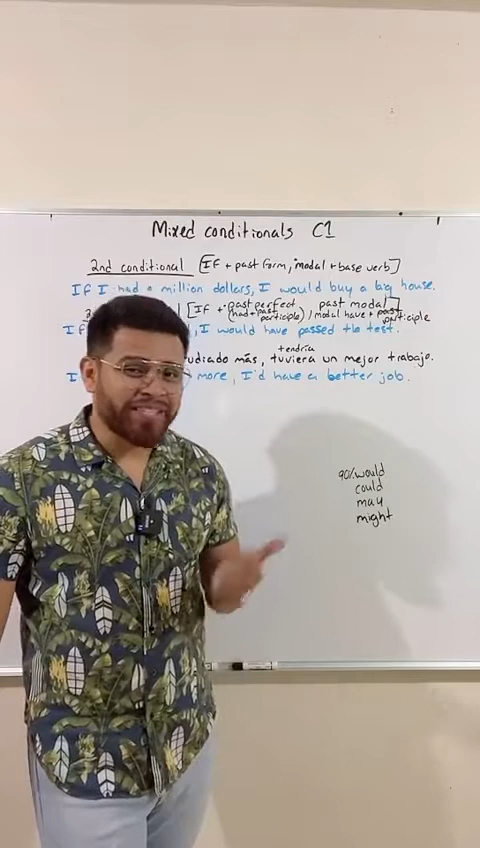 Mixed conditionals C1
2nd conditional [IF + past form, modal + base verb]
If I had a million dollars, I would buy a big house.
[IF + past perfect, past modal]
(had + past participle) / modal have + past participle
If I would have passed the test.
tendría
udiado más, tuviera un mejor trabajo.
I more, I'd have a better job.
90% would
could
may
might